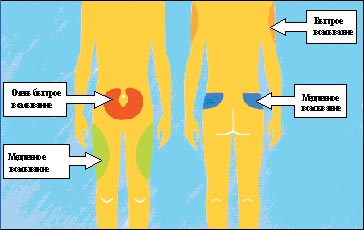 Быстрое
всасывание
Очень быстрое
всасывание
Медленное
всасывание
Медленное
всасывание